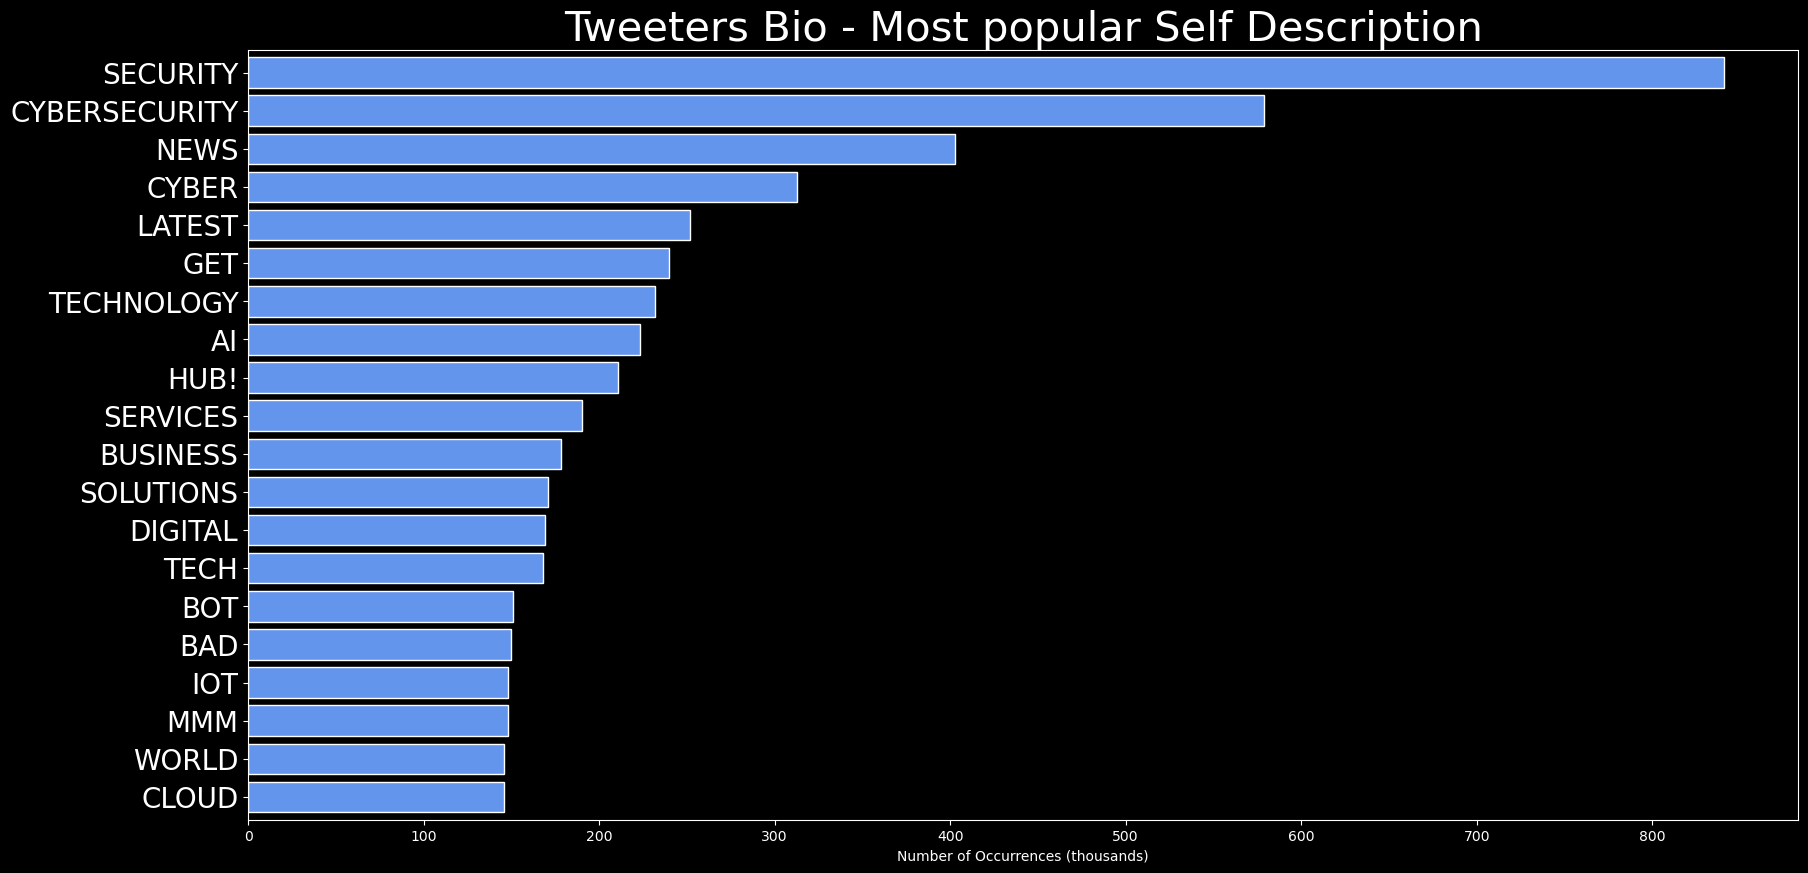 Tweeters Bio - Most popular Self Description
SECURITY
CYBERSECURITY
NEWS
CYBER
LATEST
GET
TECHNOLOGY
AI
HUB!
SERVICES
BUSINESS
SOLUTIONS
DIGITAL
TECH
BOT
BAD
IOT
MMM
WORLD
CLOUD
0 100 200 300 400 500 600 700 800
Number of Occurrences (thousands)